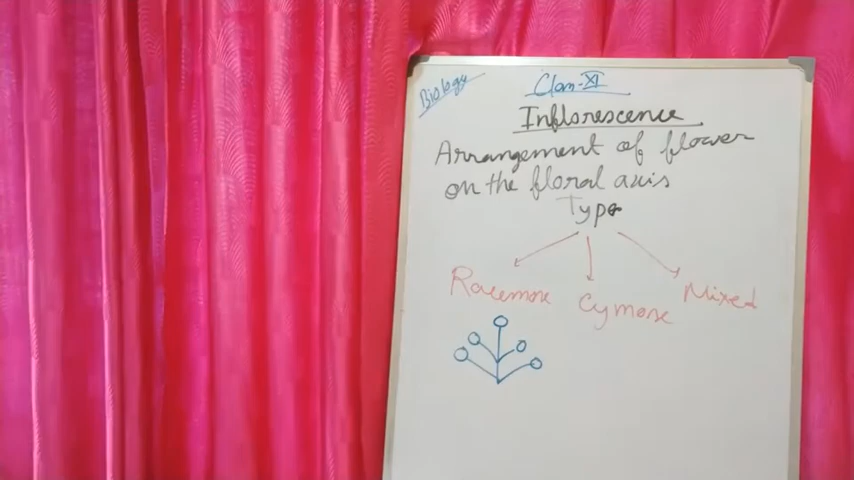 Biology
Class-XI
Inflorescence
Arrangement of flower
on the floral axis
Type
Racemose
Cymose
Mixed